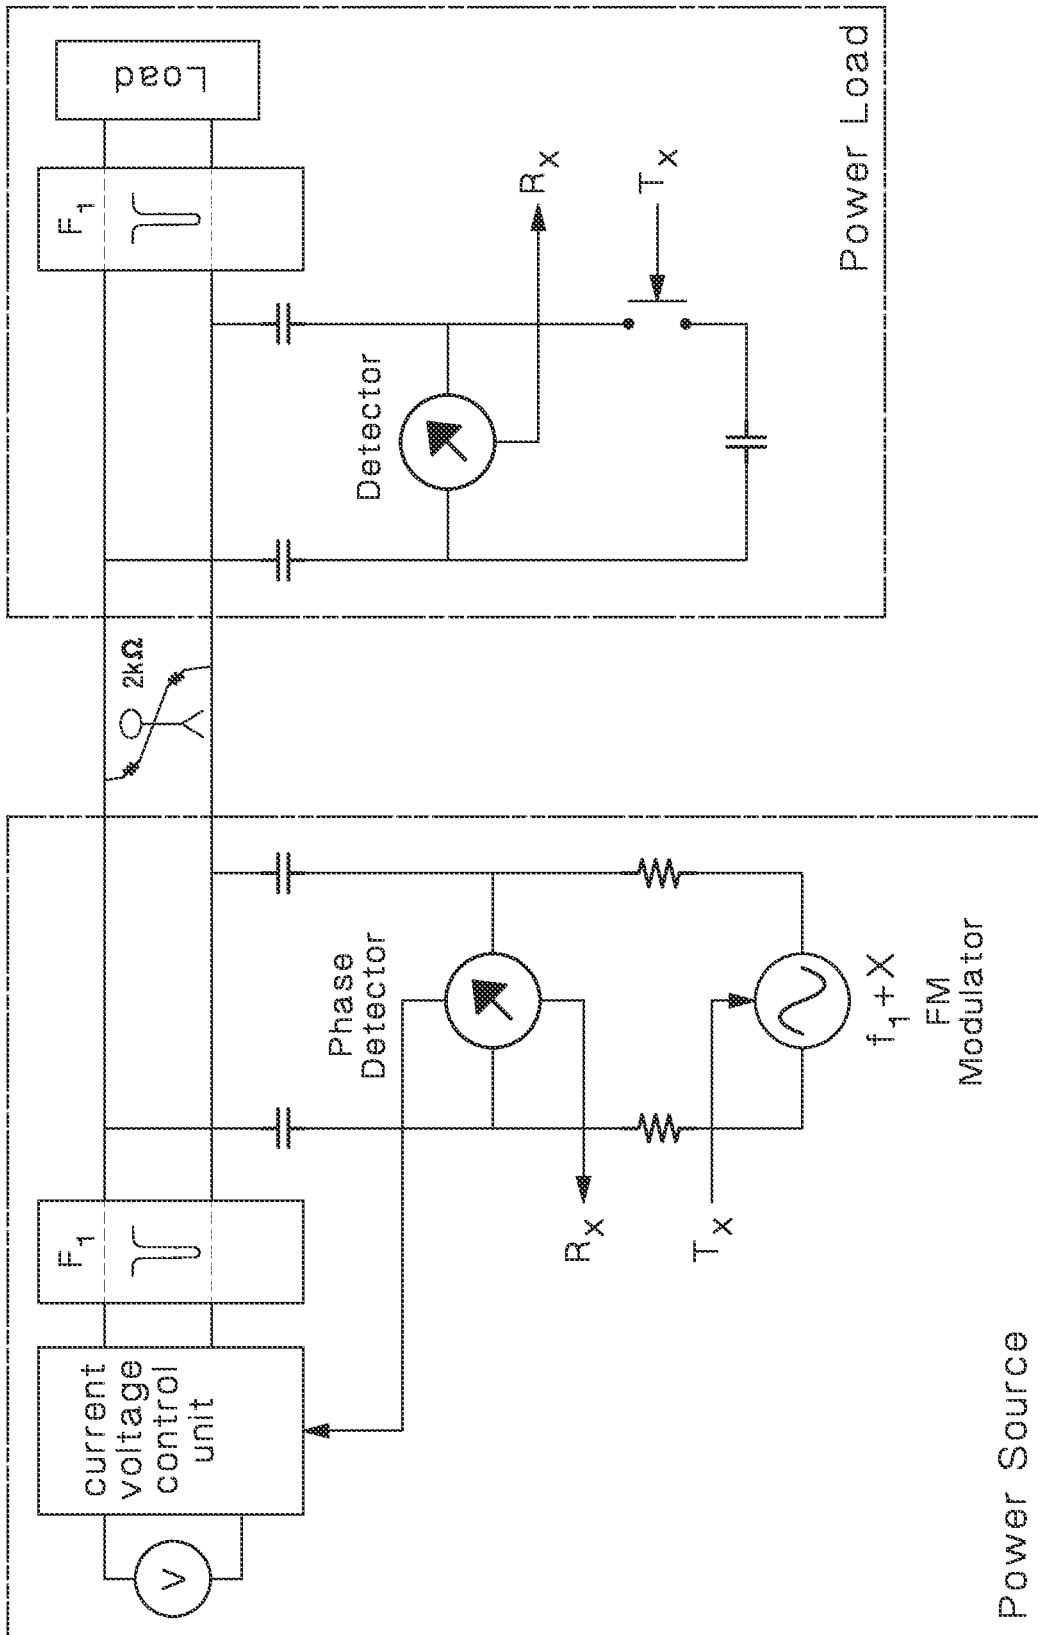 current
voltage
control
unit
V
F1
Phase
Detector
Rx
Tx
f1+X
FM
Modulator
Power Source
2kΩ
F1
Load
Detector
Rx
Tx
Power Load